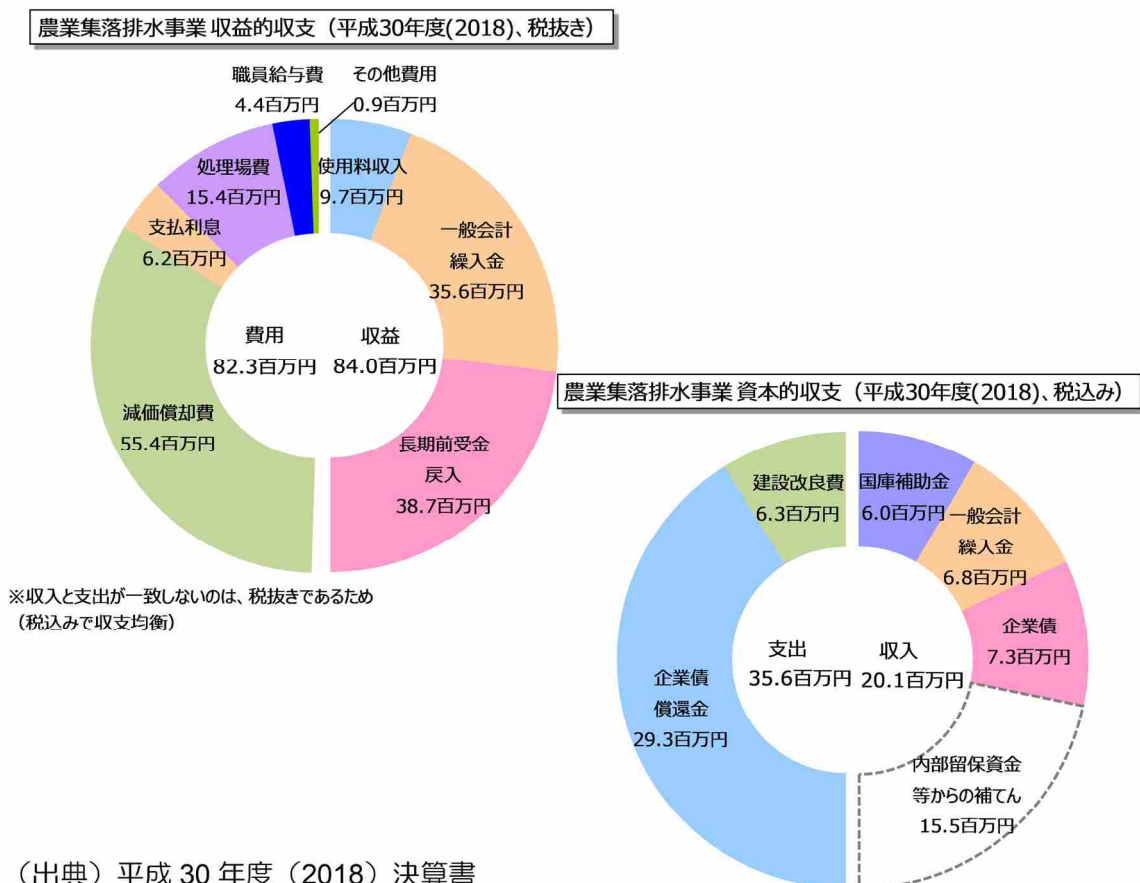 農業集落排水事業 収益的収支（平成30年度(2018)、税抜き）
職員給与費
4.4百万円
その他費用
0.9百万円
処理場費
15.4百万円
使用料収入
9.7百万円
支払利息
6.2百万円
一般会計
繰入金
35.6百万円
費用
82.3百万円
収益
84.0百万円
減価償却費
55.4百万円
長期前受金
戻入
38.7百万円
※収入と支出が一致しないのは、税抜きであるため
（税込みで収支均衡）
農業集落排水事業 資本的収支（平成30年度(2018)、税込み）
建設改良費
6.3百万円
国庫補助金
6.0百万円
一般会計
繰入金
6.8百万円
企業債
7.3百万円
支出
35.6百万円
収入
20.1百万円
企業債
償還金
29.3百万円
内部留保資金
等からの補てん
15.5百万円
（出典）平成 30 年度（2018）決算書